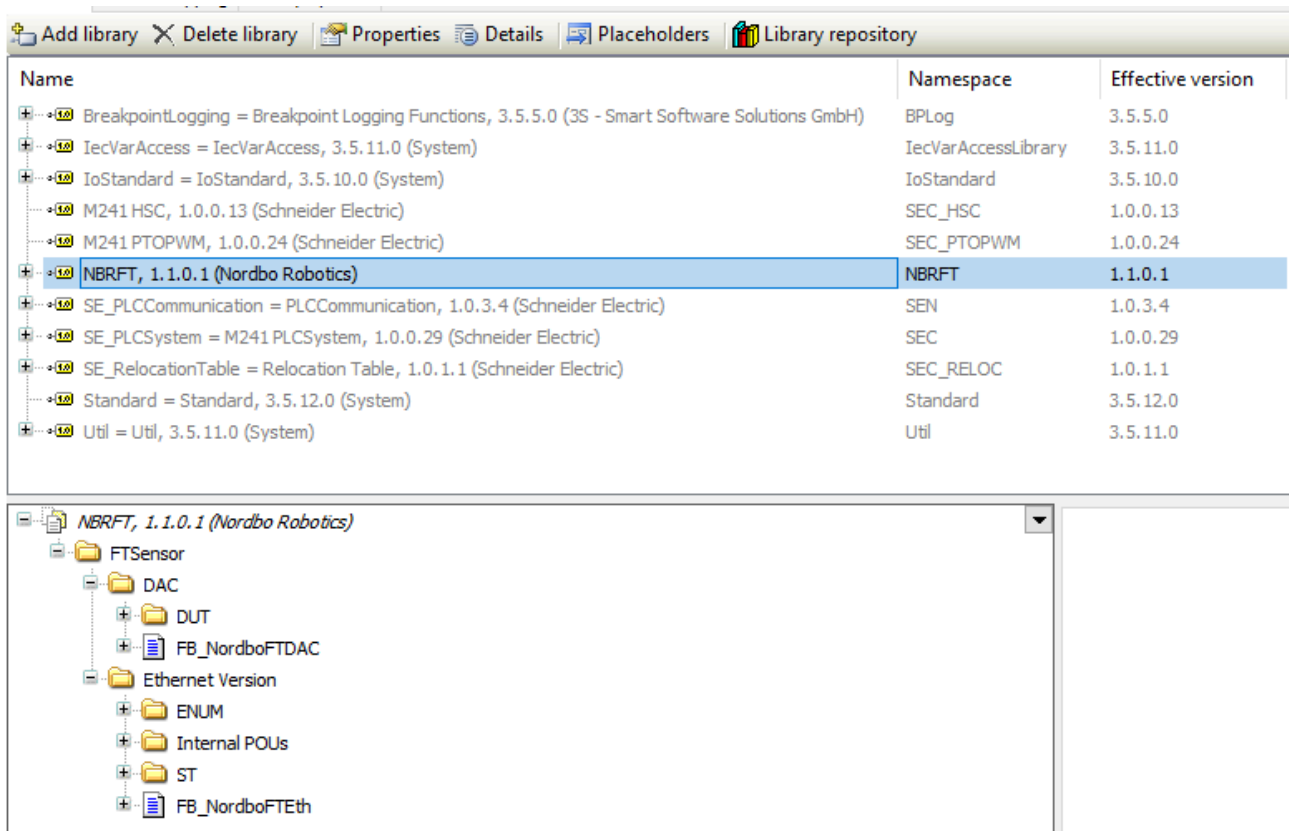 Add library Delete library Properties Details Placeholders Library repository
Name Namespace Effective version
BreakpointLogging = Breakpoint Logging Functions, 3.5.5.0 (3S - Smart Software Solutions GmbH) BPLog 3.5.5.0
IecVarAccess = IecVarAccess, 3.5.11.0 (System) IecVarAccessLibrary 3.5.11.0
IoStandard = IoStandard, 3.5.10.0 (System) IoStandard 3.5.10.0
M241 HSC, 1.0.0.13 (Schneider Electric) SEC_HSC 1.0.0.13
M241 PTOPWM, 1.0.0.24 (Schneider Electric) SEC_PTOPWM 1.0.0.24
NBRFT, 1.1.0.1 (Nordbo Robotics) NBRFT 1.1.0.1
SE_PLCCommunication = PLCCommunication, 1.0.3.4 (Schneider Electric) SEN 1.0.3.4
SE_PLCSystem = M241 PLCSystem, 1.0.0.29 (Schneider Electric) SEC 1.0.0.29
SE_RelocationTable = Relocation Table, 1.0.1.1 (Schneider Electric) SEC_RELOC 1.0.1.1
Standard = Standard, 3.5.12.0 (System) Standard 3.5.12.0
Util = Util, 3.5.11.0 (System) Util 3.5.11.0
NBRFT, 1.1.0.1 (Nordbo Robotics)
FTSensor
DAC
DUT
FB_NordboFTDAC
Ethernet Version
ENUM
Internal POUs
ST
FB_NordboFTEth